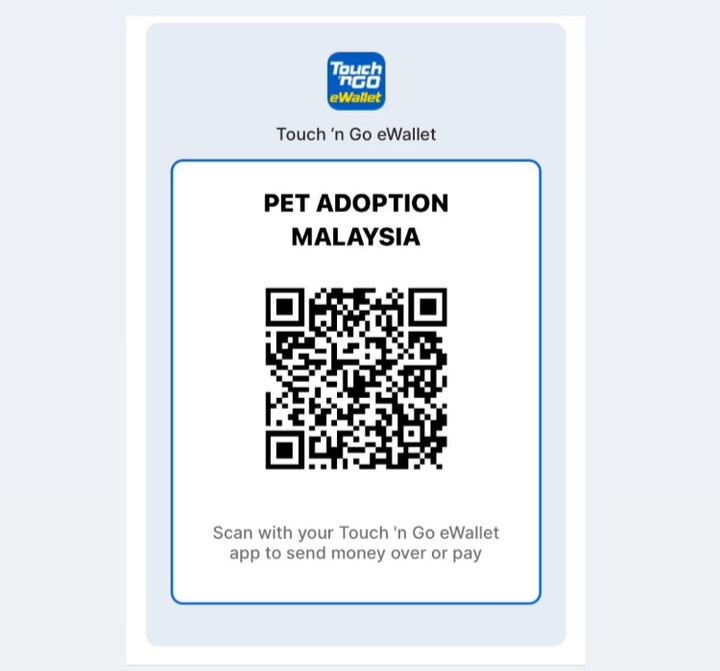 Touch
'nGO
eWallet
Touch 'n Go eWallet
PET ADOPTION
MALAYSIA
Scan with your Touch 'n Go eWallet
app to send money over or pay